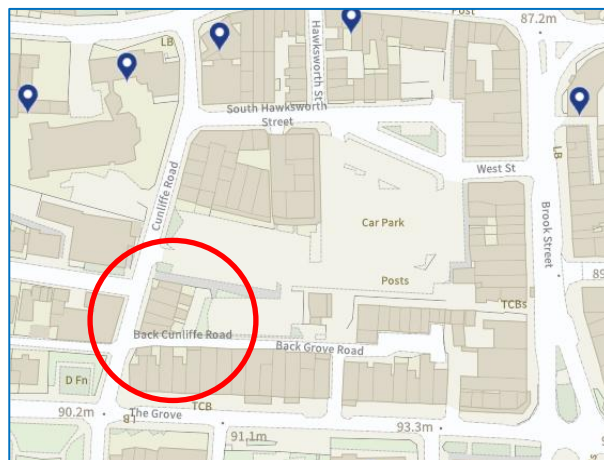 Post
87.2m
LB
Hawksworth St
South Hawksworth
Street
Cunliffe Road
LB
West St
Brook Street
Car Park
Posts
TCBs
89
Back Cunliffe Road
Back Grove Road
D Fn
90.2m
LB
The Grove
TCB
91.1m
93.3m